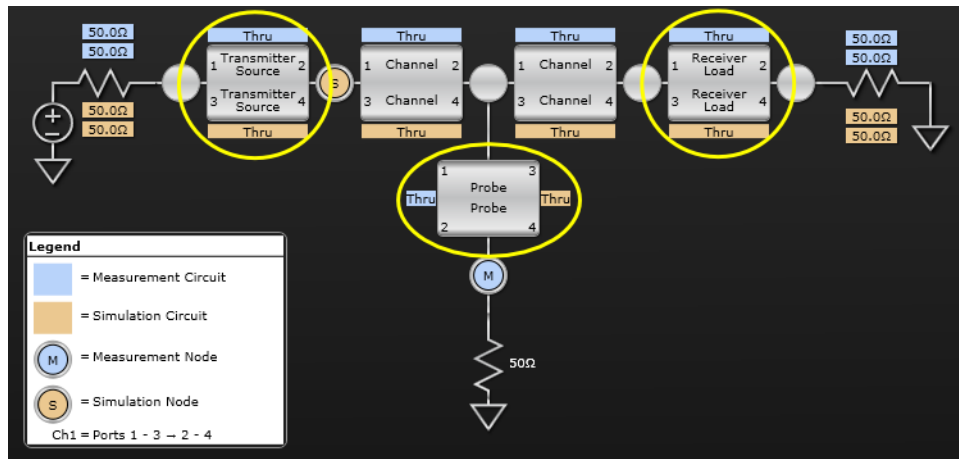 50.0Ω
50.0Ω
50.0Ω
50.0Ω
Thru
1 Transmitter 2
Source
3 Transmitter 4
Source
Thru
S
Thru
1 Channel 2
3 Channel 4
Thru
Thru
1 Channel 2
3 Channel 4
Thru
Thru
1 Receiver 2
Load
3 Receiver 4
Load
Thru
50.0Ω
50.0Ω
50.0Ω
50.0Ω
1 3
Probe
Thru Thru
Probe
2 4
M
50Ω
Legend
= Measurement Circuit
= Simulation Circuit
M = Measurement Node
S = Simulation Node
Ch1 = Ports 1 - 3 → 2 - 4
+
−